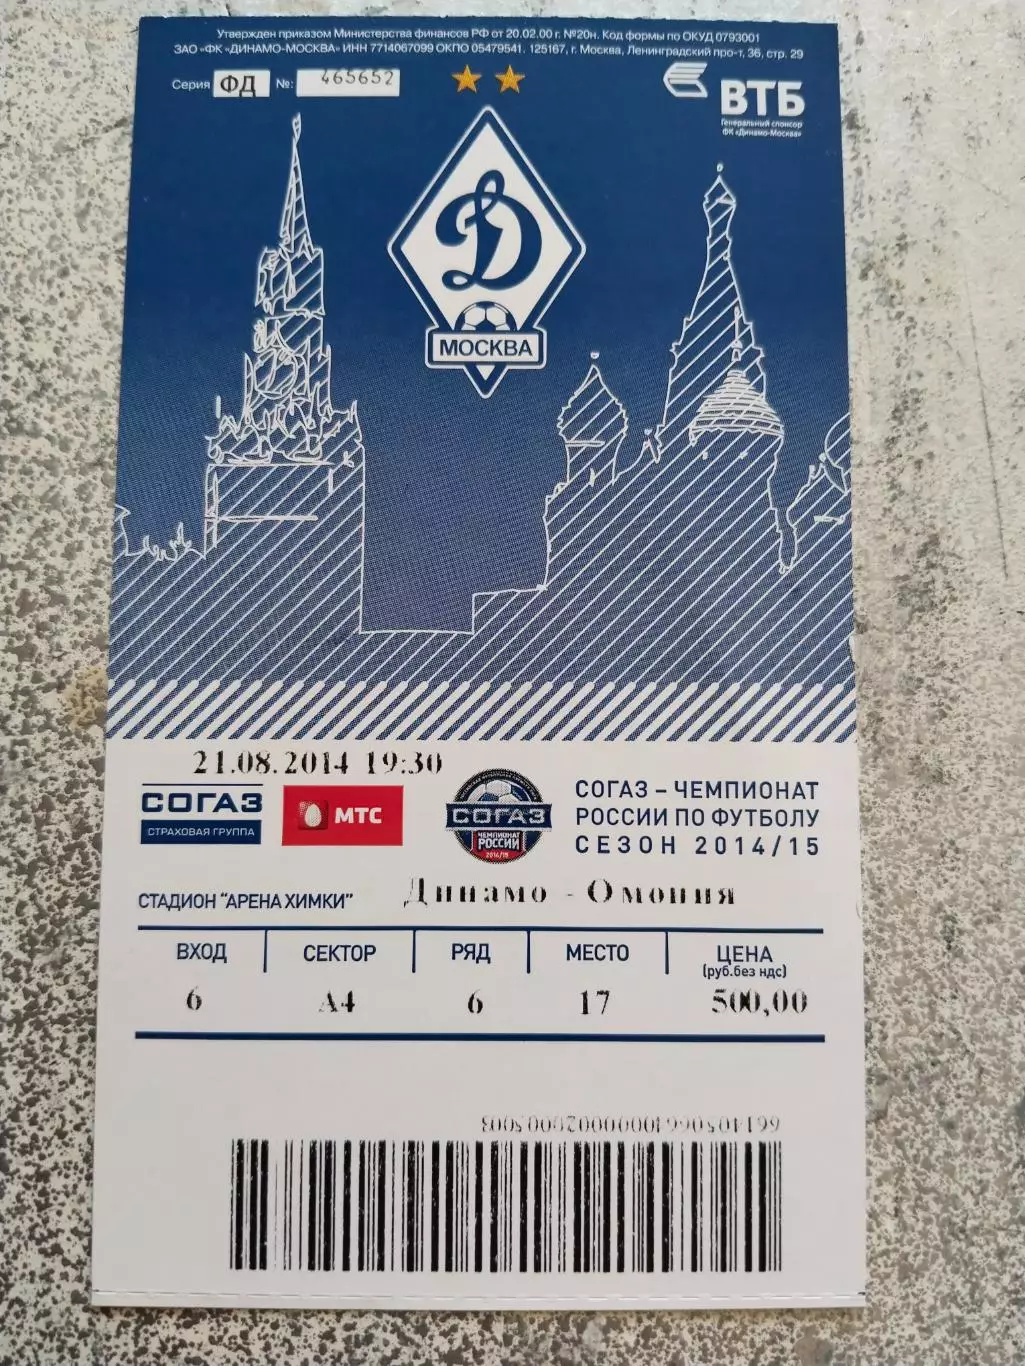 Утвержден приказом Министерства финансов РФ от 20.02.00 г. №20н. Код формы по ОКУД 0793001
ЗАО «ФК «ДИНАМО-МОСКВА» ИНН 7714067099 ОКПО 05479541. 125167, г. Москва, Ленинградский про-т, 36, стр. 29
Серия ФД №: 465652
ВТБ
Генеральный спонсор
ФК «Динамо-Москва»
Д
МОСКВА
21.08.2014 19:30
СОГАЗ
СТРАХОВАЯ ГРУППА
МТС
СОГАЗ
ЧЕМПИОНАТ
РОССИИ
2014/15
СОГАЗ – ЧЕМПИОНАТ
РОССИИ ПО ФУТБОЛУ
СЕЗОН 2014/15
СТАДИОН "АРЕНА ХИМКИ" Динамо - Омония
ВХОД СЕКТОР РЯД МЕСТО ЦЕНА
(руб.без ндс)
6 А4 6 17 500,00